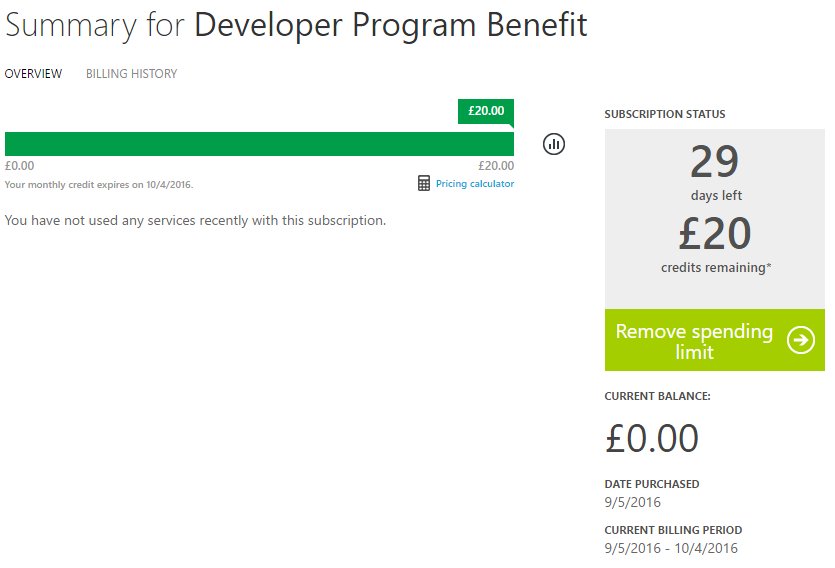 Summary for Developer Program Benefit
OVERVIEW BILLING HISTORY
£20.00
£0.00 £20.00
Your monthly credit expires on 10/4/2016.
Pricing calculator
You have not used any services recently with this subscription.
SUBSCRIPTION STATUS
29
days left
£20
credits remaining*
Remove spending
limit
CURRENT BALANCE:
£0.00
DATE PURCHASED
9/5/2016
CURRENT BILLING PERIOD
9/5/2016 - 10/4/2016